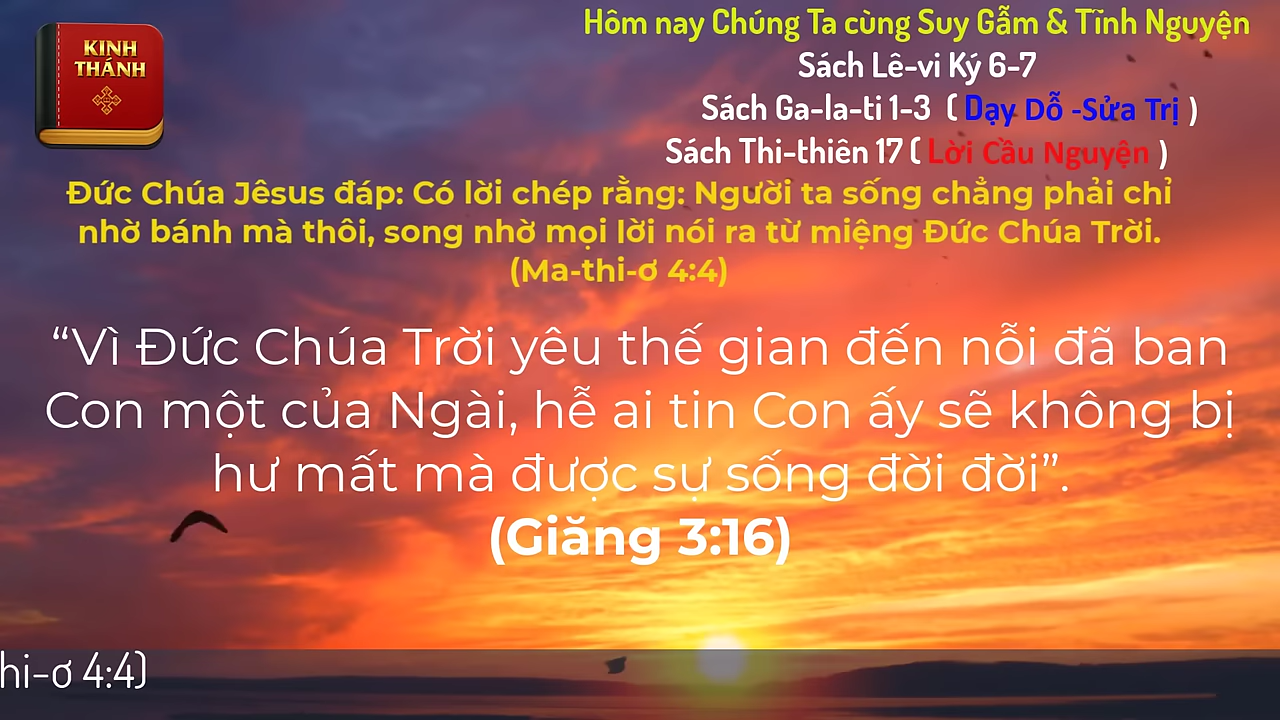 KINH
THÁNH
Hôm nay Chúng Ta cùng Suy Gẫm & Tĩnh Nguyện
Sách Lê-vi Ký 6-7
Sách Ga-la-ti 1-3 ( Dạy Dỗ -Sửa Trị )
Sách Thi-thiên 17 ( Lời Cầu Nguyện )
Đức Chúa Jêsus đáp: Có lời chép rằng: Người ta sống chẳng phải chỉ
nhờ bánh mà thôi, song nhờ mọi lời nói ra từ miệng Đức Chúa Trời.
(Ma-thi-ơ 4:4)
“Vì Đức Chúa Trời yêu thế gian đến nỗi đã ban
Con một của Ngài, hễ ai tin Con ấy sẽ không bị
hư mất mà được sự sống đời đời”.
(Giăng 3:16)
hi-ơ 4:4)